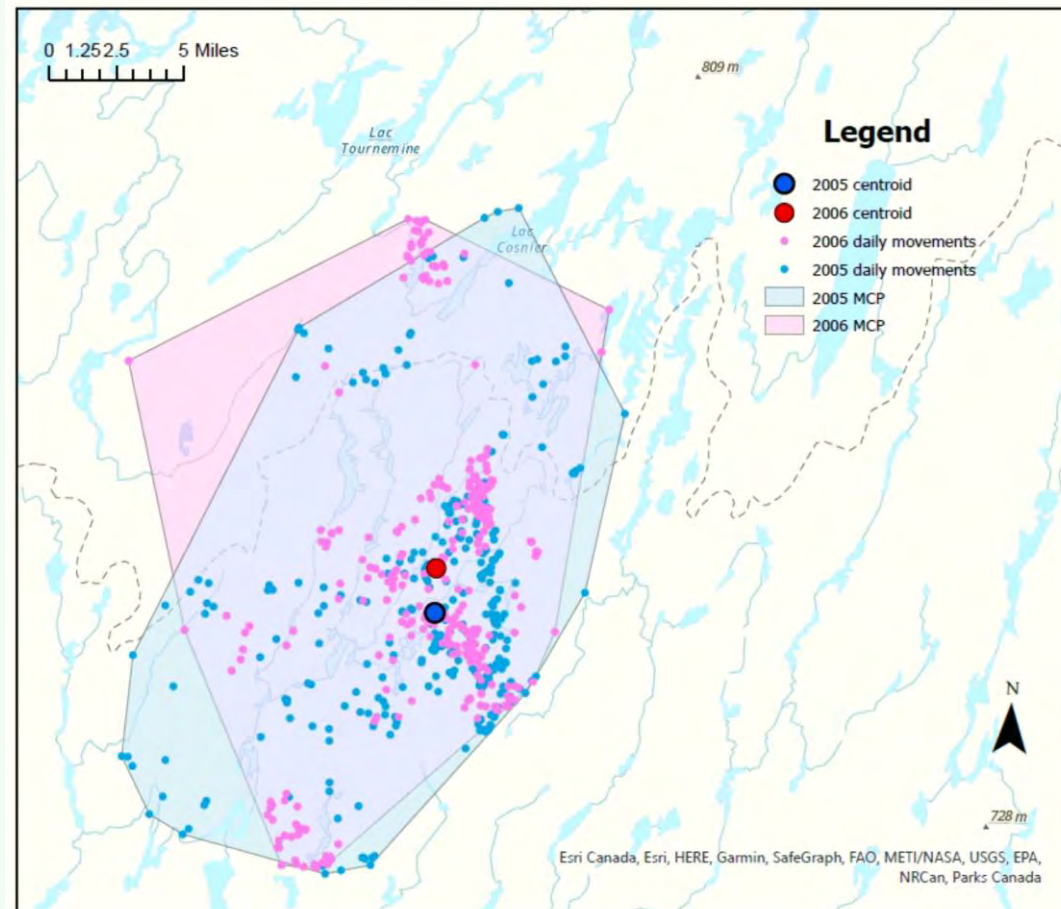 0 1.25 2.5 5 Miles
809 m
Lac
Tournemine
Legend
2005 centroid
2006 centroid
2006 daily movements
2005 daily movements
2005 MCP
2006 MCP
Lac
Cosnier
N
728 m
Esri Canada, Esri, HERE, Garmin, SafeGraph, FAO, METI/NASA, USGS, EPA,
NRCan, Parks Canada